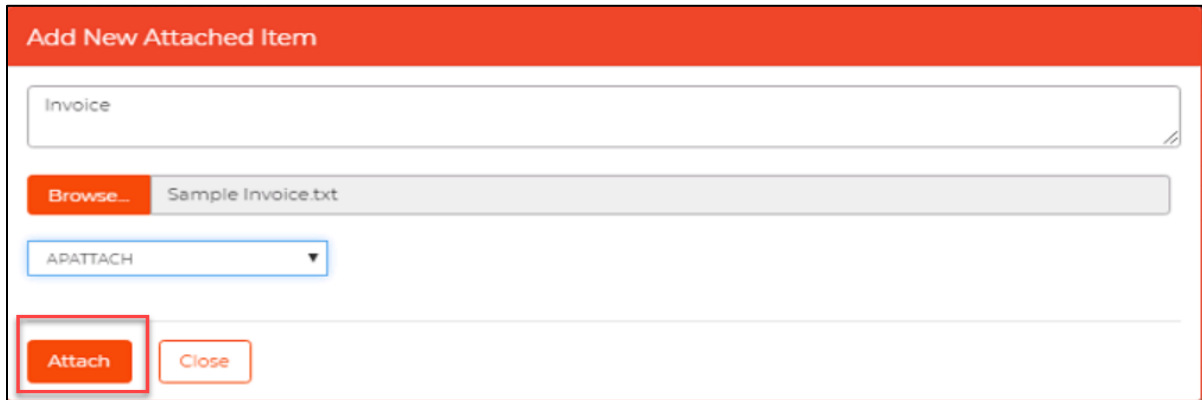 Add New Attached Item
Invoice
Browse... Sample Invoice.txt
APATTACH
Attach Close